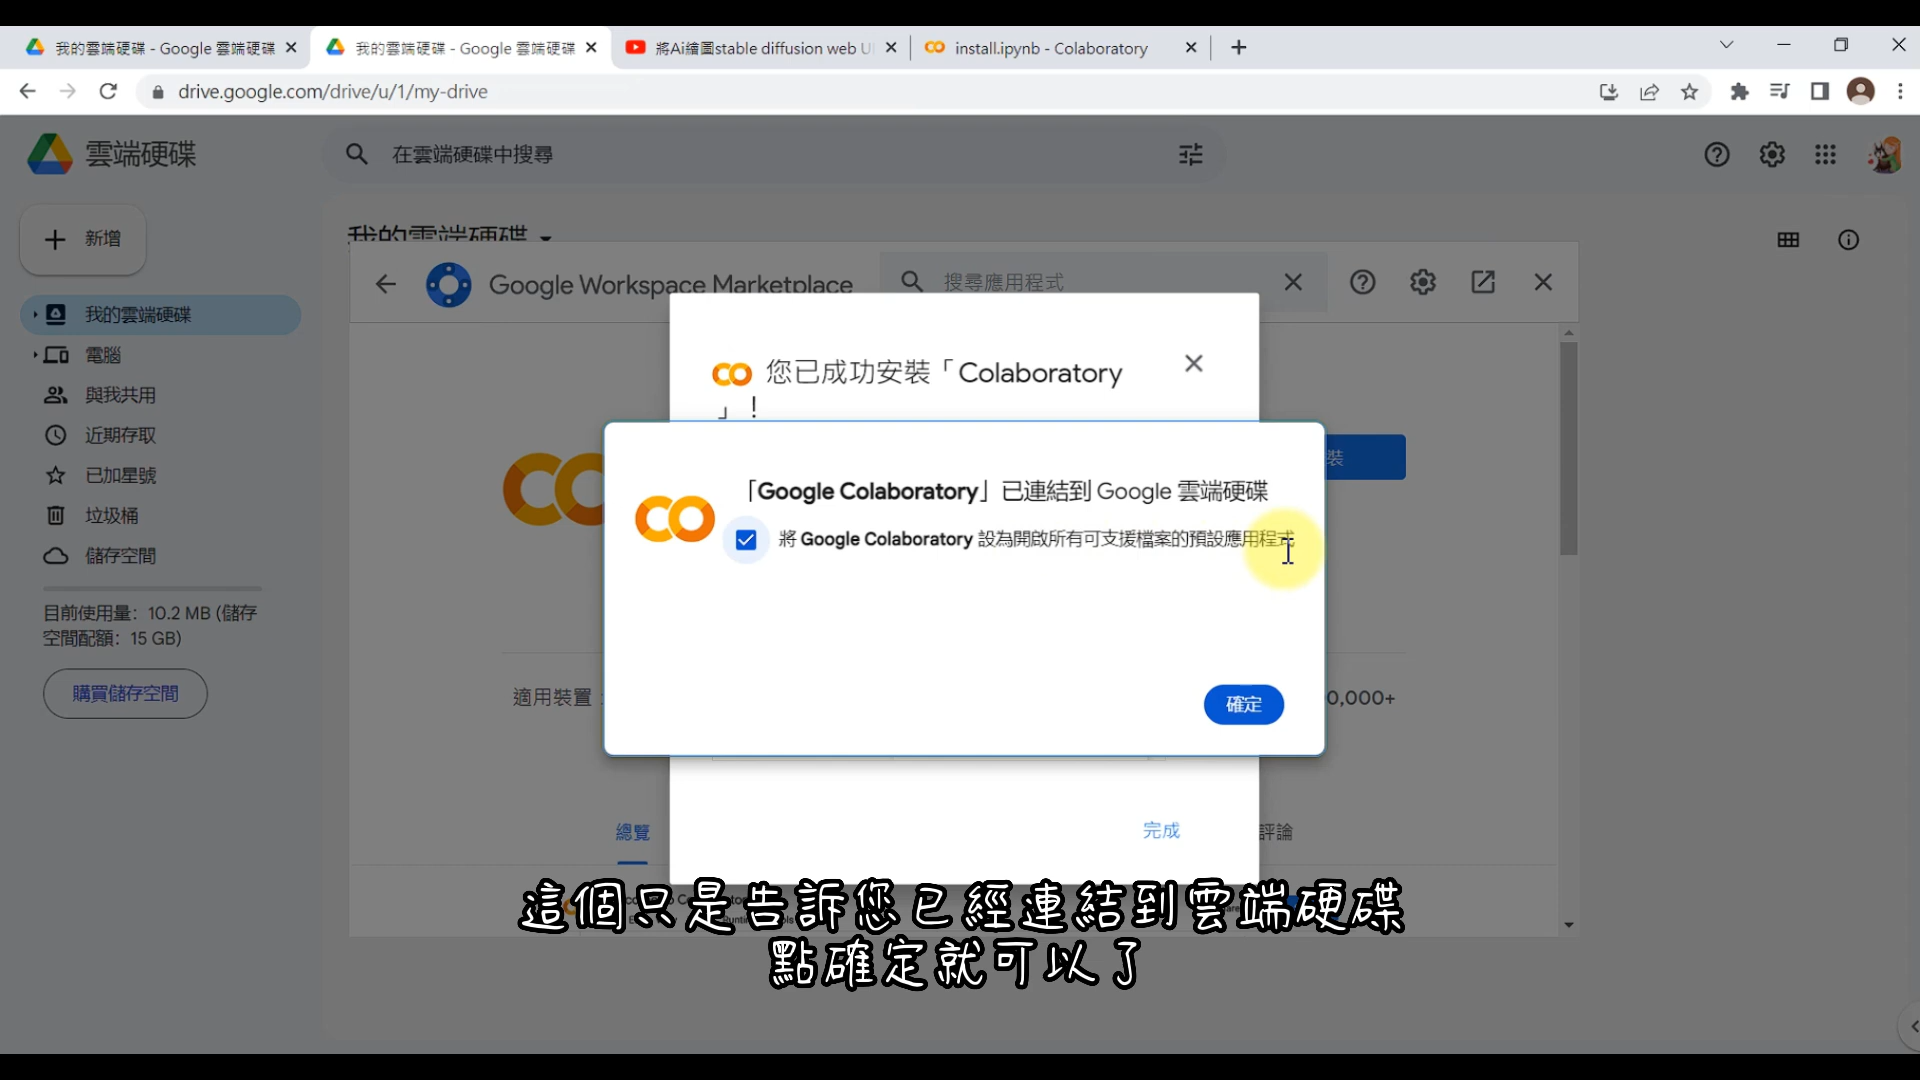 我的雲端硬碟 - Google 雲端硬碟
我的雲端硬碟 - Google 雲端硬碟
將Ai繪圖stable diffusion web U
install.ipynb - Colaboratory
drive.google.com/drive/u/1/my-drive
雲端硬碟
在雲端硬碟中搜尋
新增
我的雲端硬碟
Google Workspace Marketplace
搜尋應用程式
我的雲端硬碟
電腦
與我共用
近期存取
已加星號
垃圾桶
儲存空間
目前使用量：10.2 MB (儲存
空間配額：15 GB)
購買儲存空間
您已成功安裝「Colaboratory
」！
裝
「Google Colaboratory」已連結到 Google 雲端硬碟
將 Google Colaboratory 設為開啟所有可支援檔案的預設應用程式
適用裝置：
0,000+
確定
總覽
完成
評論
這個只是告訴您已經連結到雲端硬碟
點確定就可以了